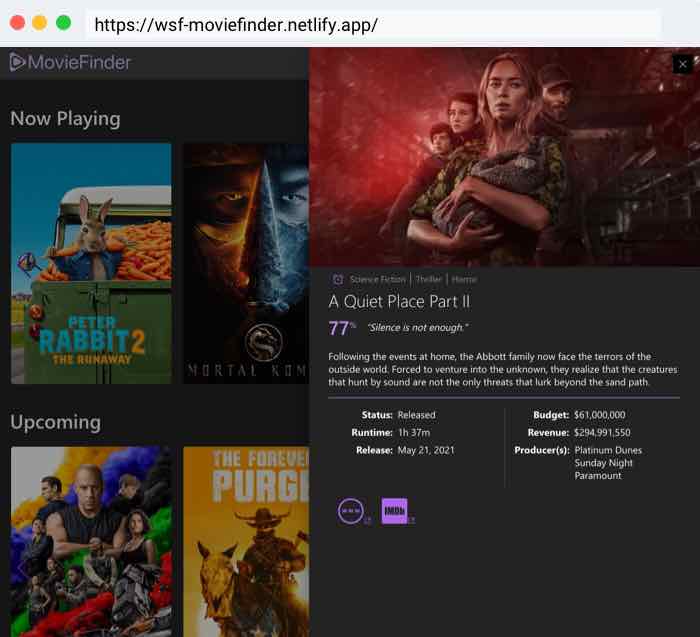 https://wsf-moviefinder.netlify.app/
MovieFinder
Now Playing
PETER
RABBIT 2
THE RUNAWAY
MORTAL KOM
Upcoming
THE FOREVE
PURG
Science Fiction | Thriller | Horror
A Quiet Place Part II
77%
"Silence is not enough."
Following the events at home, the Abbott family now face the terrors of the
outside world. Forced to venture into the unknown, they realize that the creatures
that hunt by sound are not the only threats that lurk beyond the sand path.
Status: Released
Runtime: 1h 37m
Release: May 21, 2021
Budget: $61,000,000
Revenue: $294,991,550
Producer(s): Platinum Dunes
Sunday Night
Paramount
www
IMDb